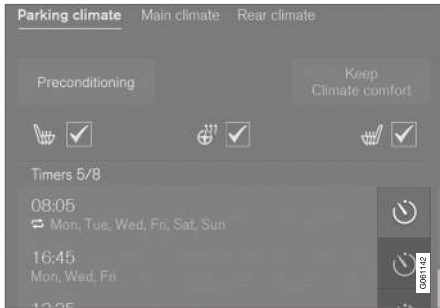 Parking climate Main climate Rear climate
Preconditioning
Keep
Climate comfort
Timers 5/8
08:05
Mon, Tue, Wed, Fri, Sat, Sun
16:45
Mon, Wed, Fri
G061142